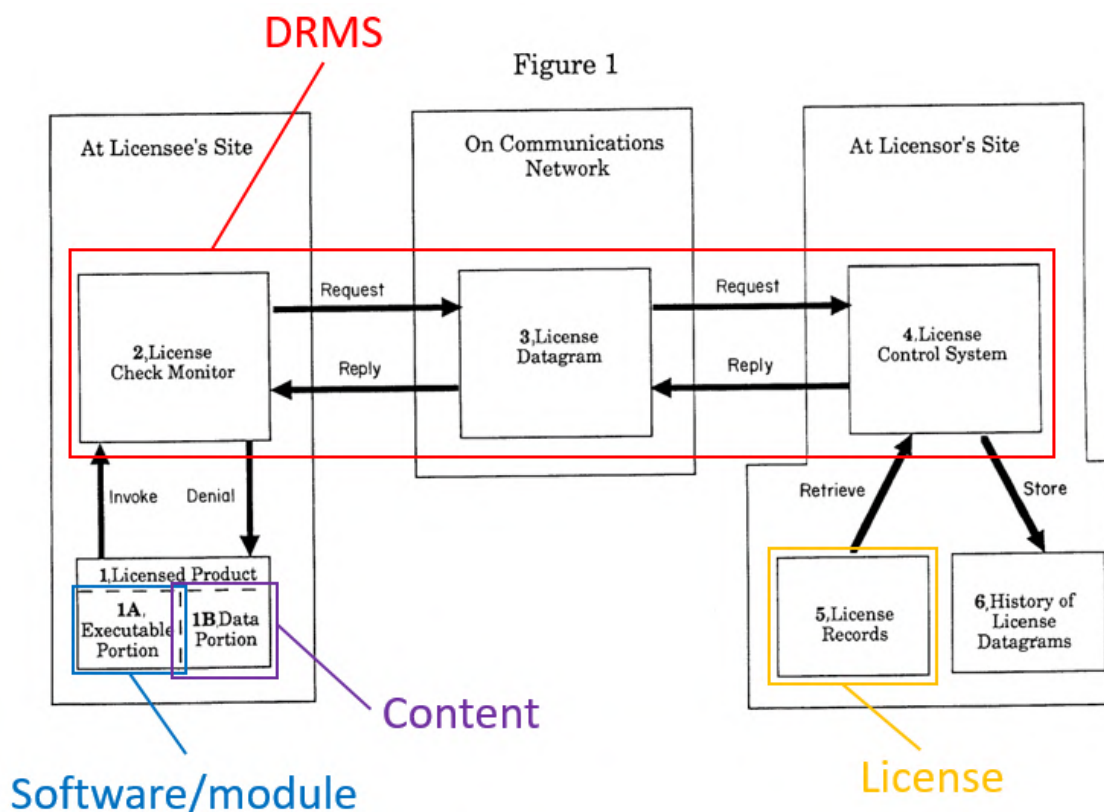 DRMS
Figure 1
At Licensee's Site
On Communications
Network
At Licensor's Site
Request
Request
2,License
Check Monitor
3,License
Datagram
4.License
Control System
Reply
Reply
Invoke
Denial
Retrieve
Store
1,Licensed Product
1A,
Executable
Portion
1B,Data
Portion
5,License
Records
6,History of
License
Datagrams
Content
Software/module
License